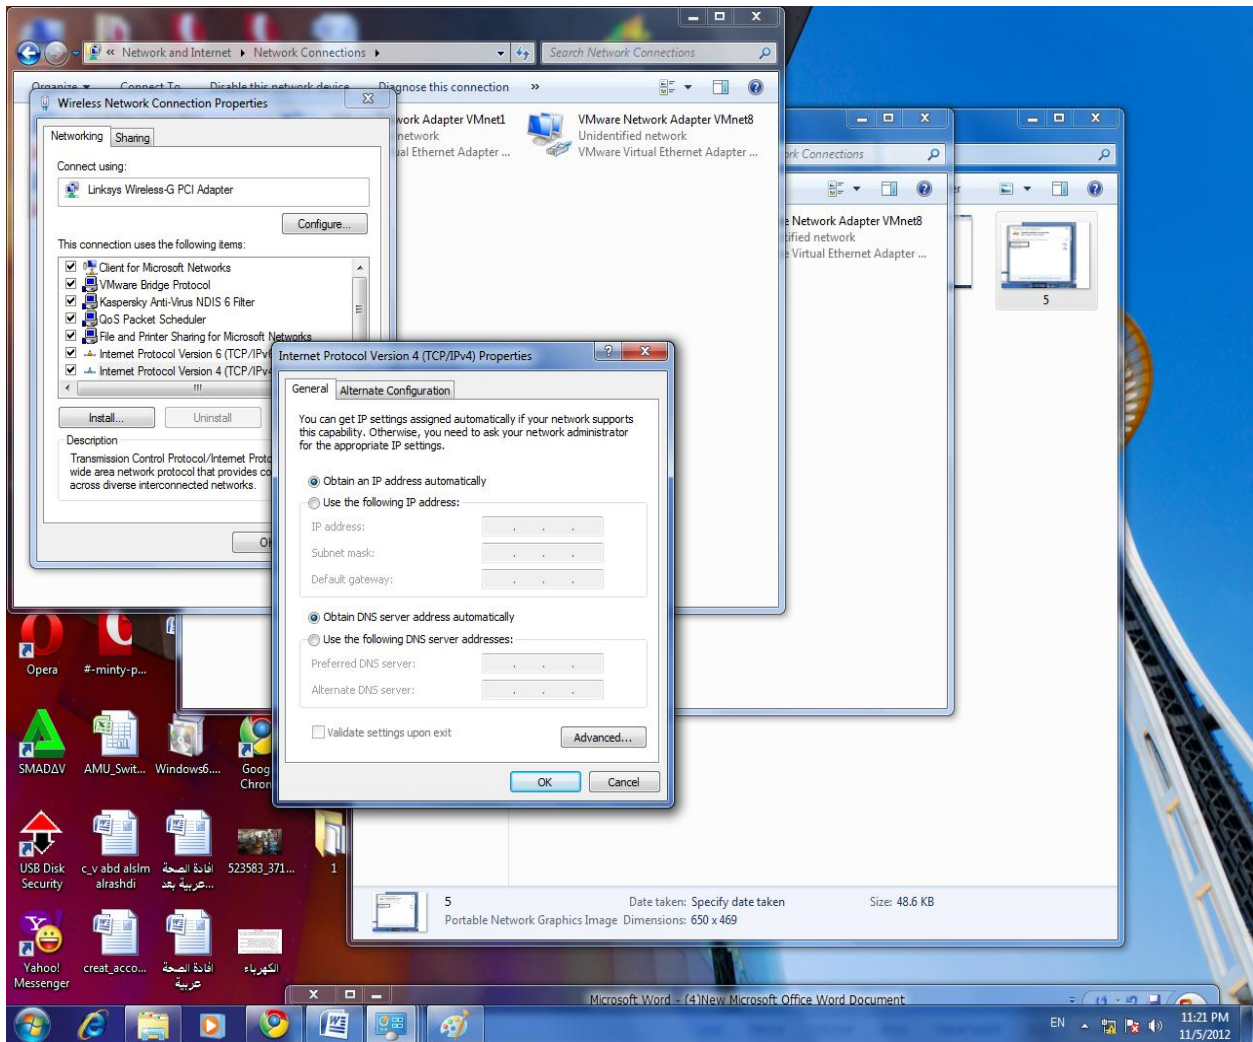 Network and Internet ▸ Network Connections ▸
Search Network Connections
Organize
Connect To
Disable this network device
Diagnose this connection
»
Wireless Network Connection Properties
Networking
Sharing
Connect using:
Linksys Wireless-G PCI Adapter
Configure...
This connection uses the following items:
Client for Microsoft Networks
VMware Bridge Protocol
Kaspersky Anti-Virus NDIS 6 Filter
QoS Packet Scheduler
File and Printer Sharing for Microsoft Networks
Internet Protocol Version 6 (TCP/IPv6
Internet Protocol Version 4 (TCP/IPv4
Install...
Uninstall
Description
Transmission Control Protocol/Internet Proto
wide area network protocol that provides co
across diverse interconnected networks.
OK
work Adapter VMnet1
network
ual Ethernet Adapter ...
VMware Network Adapter VMnet8
Unidentified network
VMware Virtual Ethernet Adapter ...
ork Connections
e Network Adapter VMnet8
tified network
e Virtual Ethernet Adapter ...
er
5
Internet Protocol Version 4 (TCP/IPv4) Properties
General
Alternate Configuration
You can get IP settings assigned automatically if your network supports
this capability. Otherwise, you need to ask your network administrator
for the appropriate IP settings.
Obtain an IP address automatically
Use the following IP address:
IP address:
Subnet mask:
Default gateway:
Obtain DNS server address automatically
Use the following DNS server addresses:
Preferred DNS server:
Alternate DNS server:
Validate settings upon exit
Advanced...
OK
Cancel
Opera
#-minty-p...
SMADAV
AMU_Swit...
Windows6....
Goog
Chron
USB Disk
Security
c_v abd alslm
alrashdi
افادة الصحة
عربية بعد...
523583_371...
1
Yahoo!
Messenger
creat_acco...
افادة الصحة
عربية
الكهرباء
5
Portable Network Graphics Image
Date taken: Specify date taken
Dimensions: 650 x 469
Size: 48.6 KB
Microsoft Word - (4)New Microsoft Office Word Document
EN
11:21 PM
11/5/2012